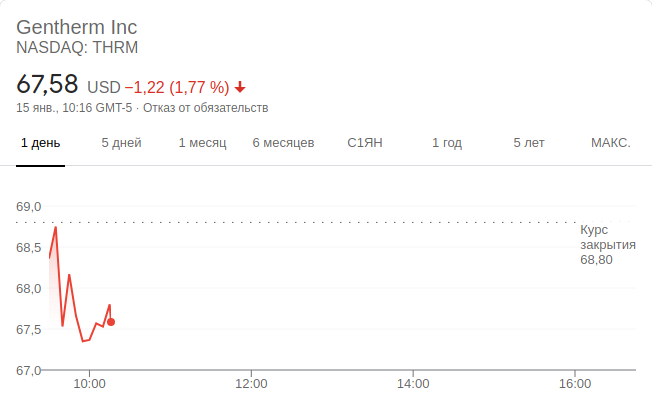 Gentherm Inc
NASDAQ: THRM
67,58 USD −1,22 (1,77 %)
15 янв., 10:16 GMT-5 · Отказ от обязательств
1 день 5 дней 1 месяц 6 месяцев С1ЯН 1 год 5 лет МАКС.
69,0
Курс
закрытия
68,80
68,5
68,0
67,5
67,0
10:00 12:00 14:00 16:00